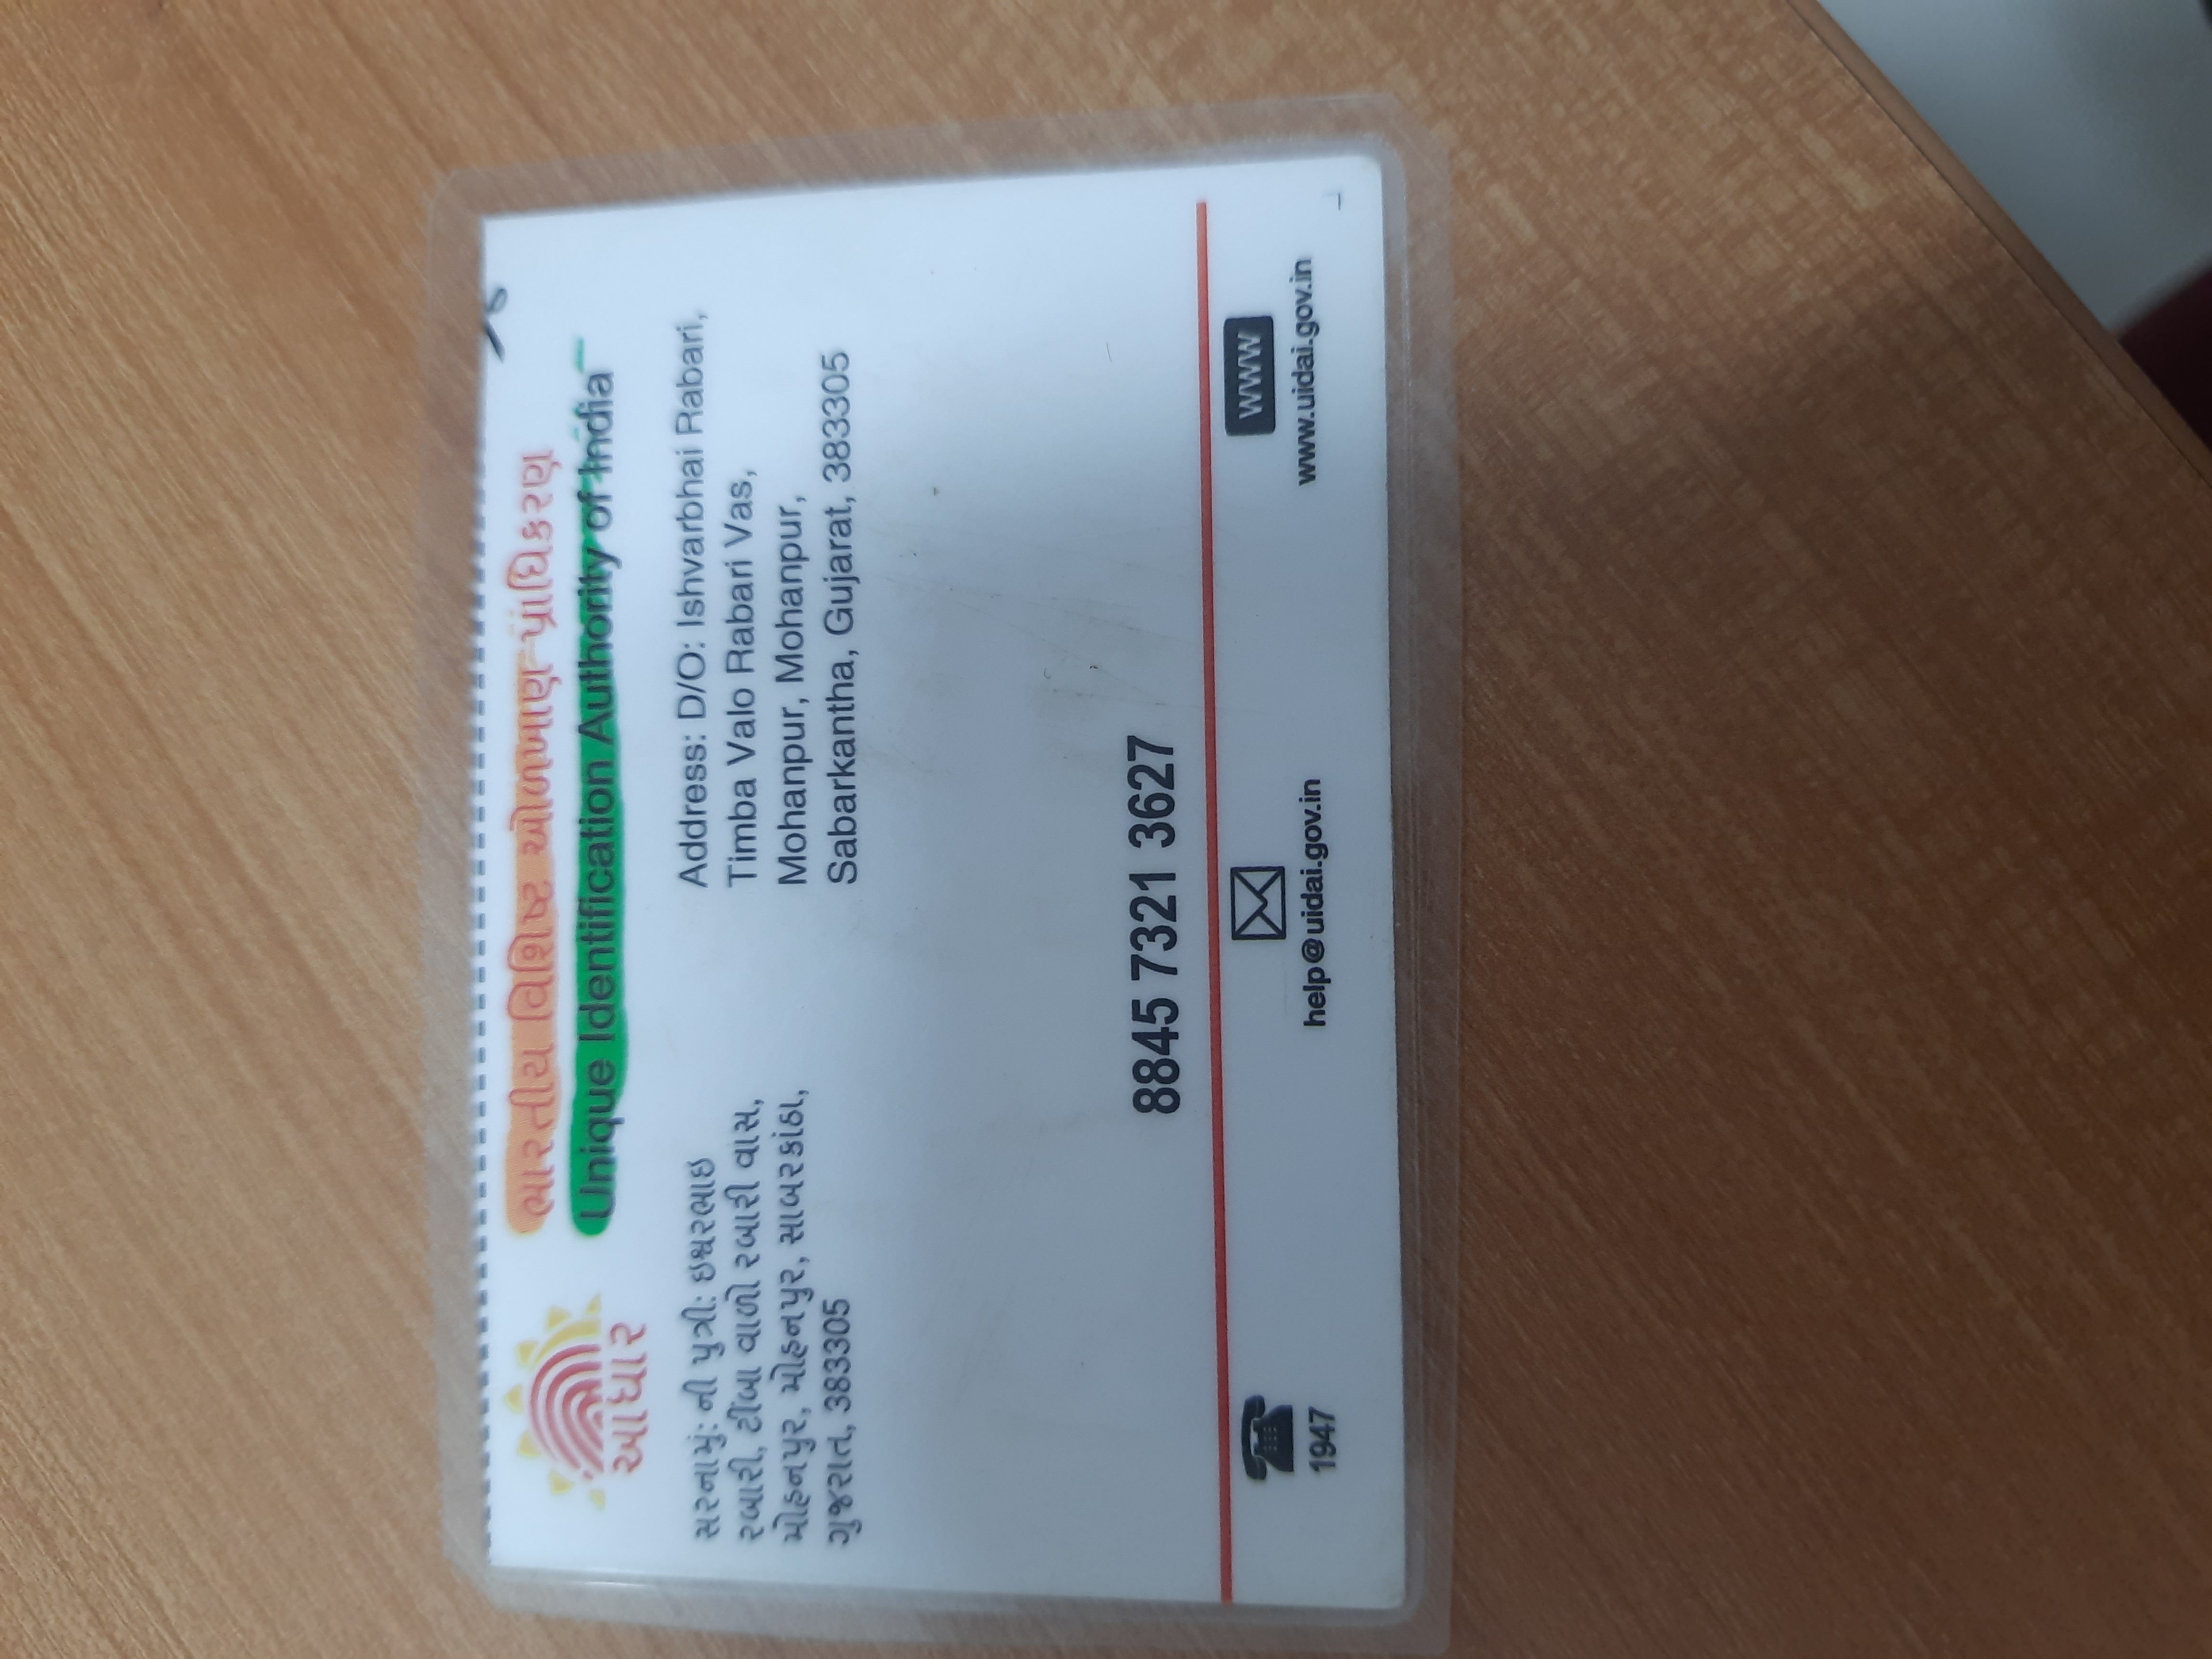 આધાર
ભારતીય વિશિષ્ટ ઓળખાણ પ્રાધિકરણ
Unique Identification Authority of India
સરનામું: ની પુત્રી: ઇશ્વરભાઇ
રબારી, ટીંબા વાળો રબારી વાસ,
મોહનપુર, મોહનપુર, સાબરકાંઠા,
ગુજરાત, 383305
Address: D/O: Ishvarbhai Rabari,
Timba Valo Rabari Vas,
Mohanpur, Mohanpur,
Sabarkantha, Gujarat, 383305
8845 7321 3627
1947
help@uidai.gov.in
WWW
www.uidai.gov.in